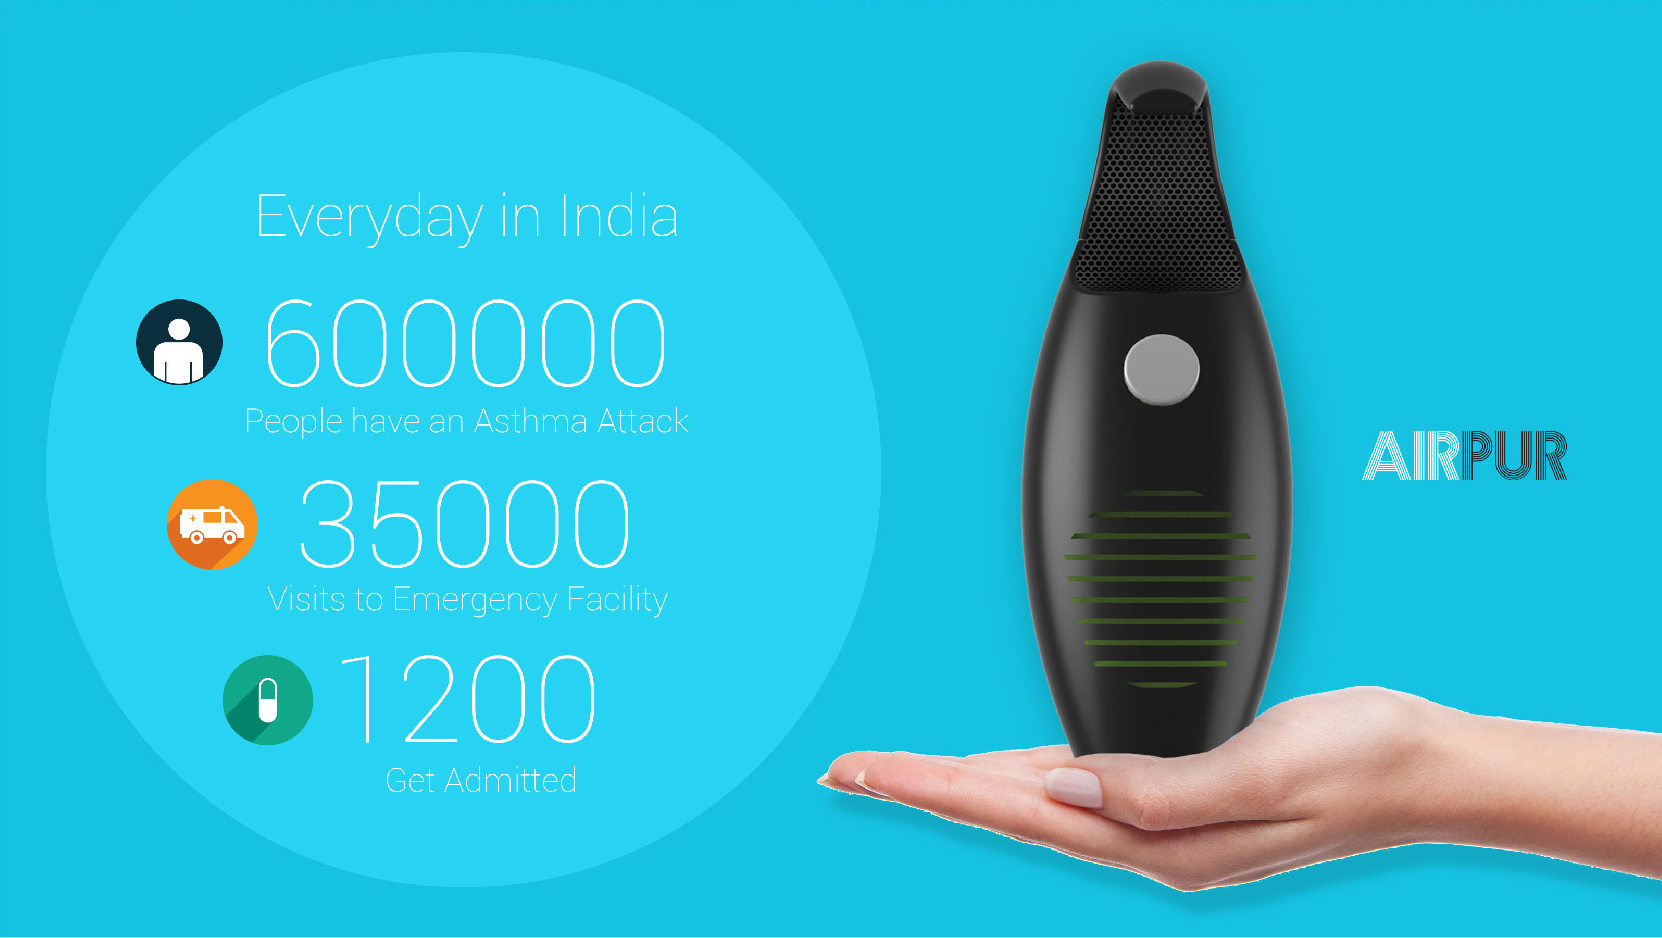 Everyday in India
600000
People have an Asthma Attack
35000
Visits to Emergency Facility
1200
Get Admitted
AIRPUR